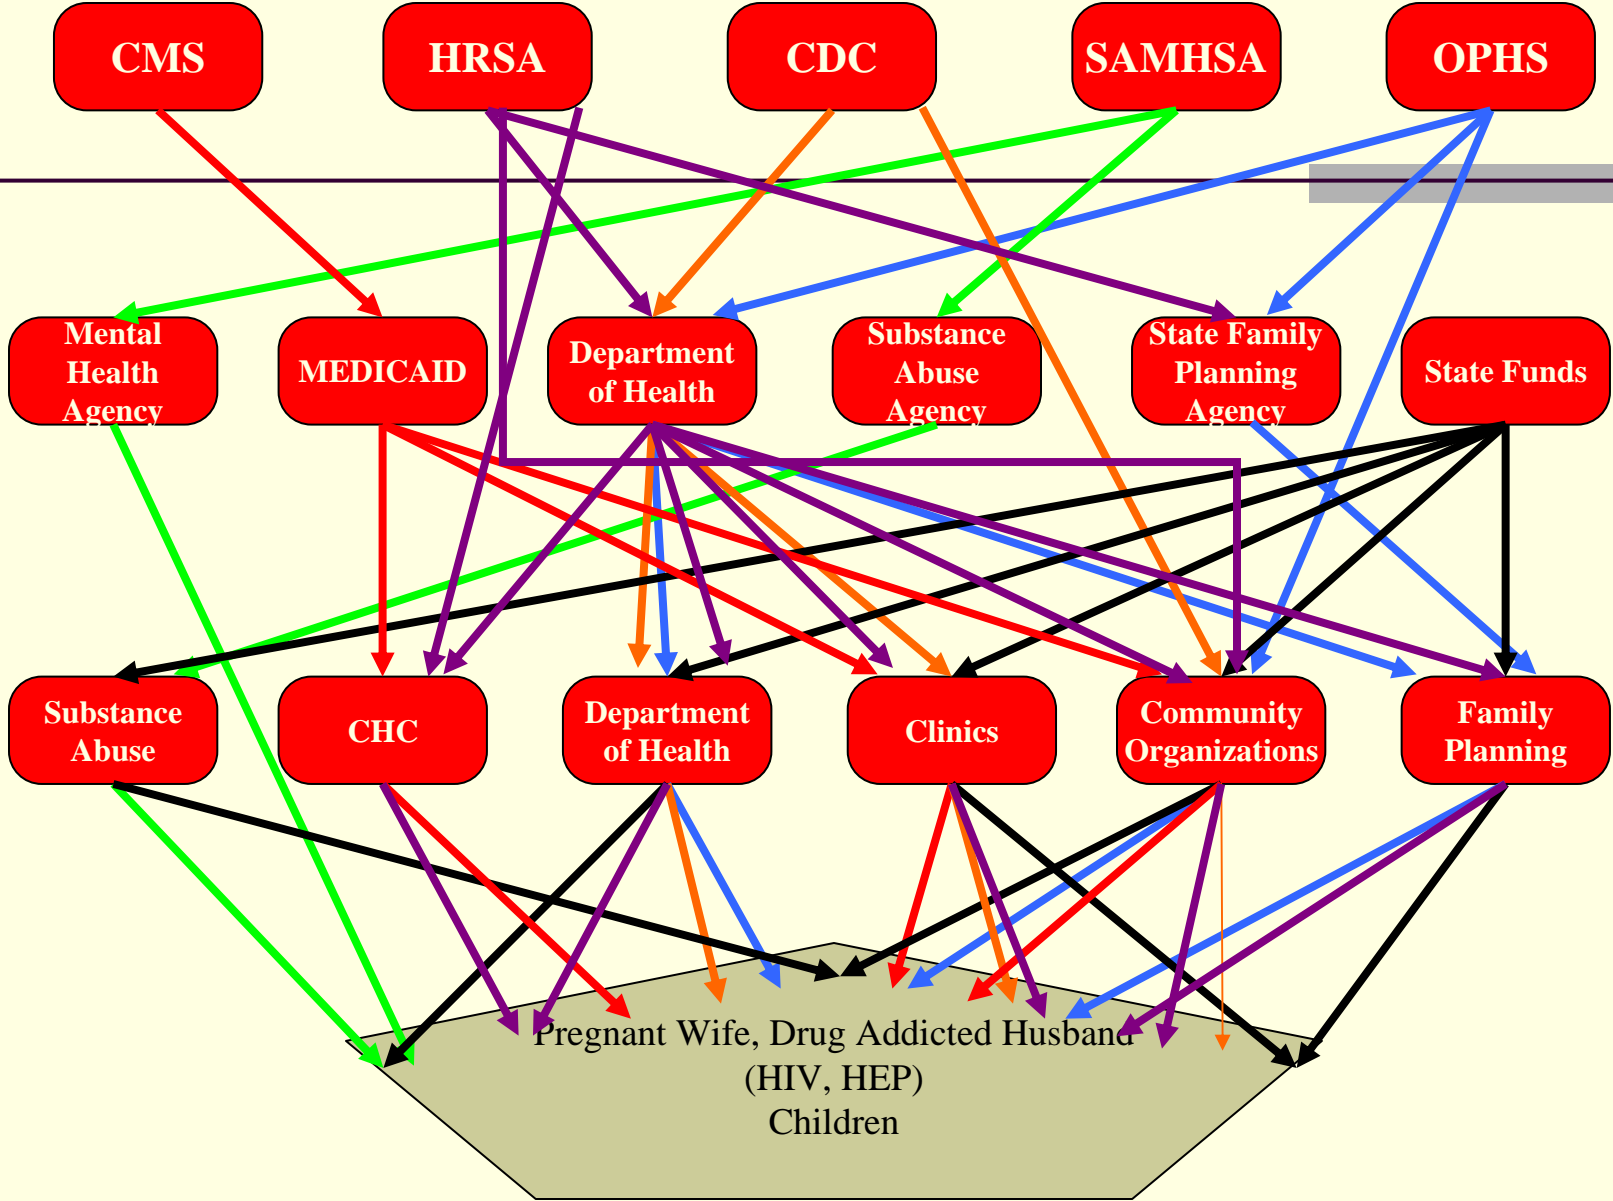 CMS
HRSA
CDC
SAMHSA
OPHS
Mental
Health
Agency
MEDICAID
Department
of Health
Substance
Abuse
Agency
State Family
Planning
Agency
State Funds
Substance
Abuse
CHC
Department
of Health
Clinics
Community
Organizations
Family
Planning
Pregnant Wife, Drug Addicted Husband
(HIV, HEP)
Children